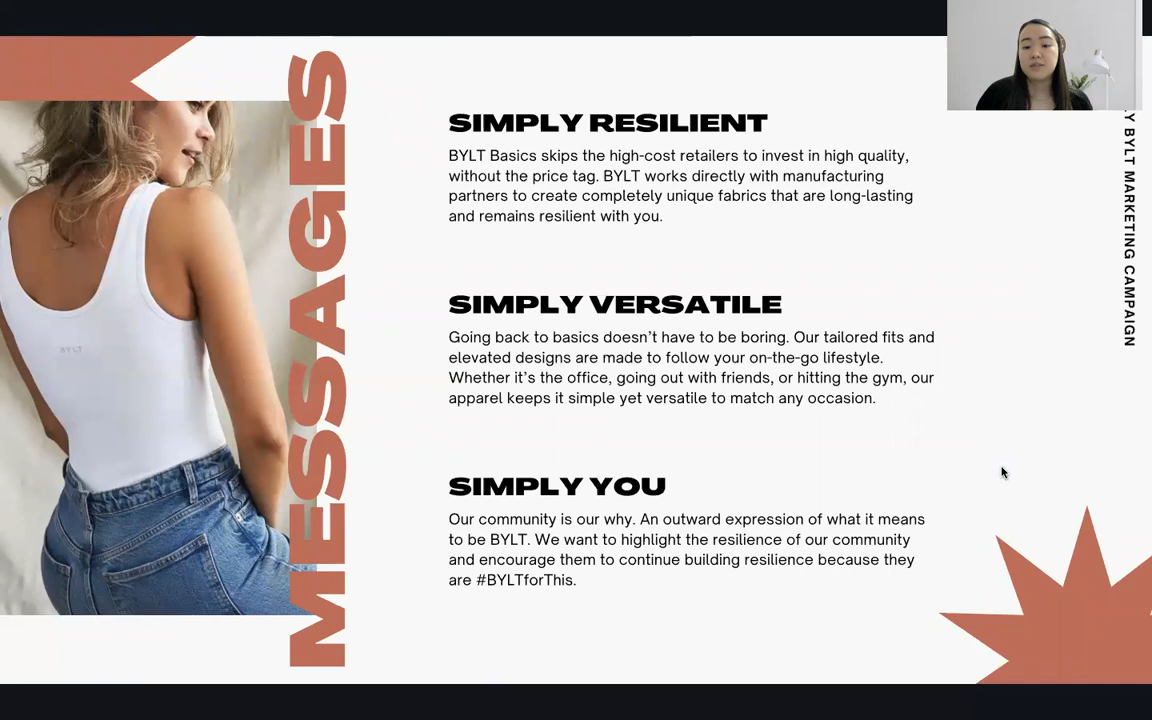 MESSAGES
SIMPLY RESILIENT
BYLT Basics skips the high-cost retailers to invest in high quality,
without the price tag. BYLT works directly with manufacturing
partners to create completely unique fabrics that are long-lasting
and remains resilient with you.
SIMPLY VERSATILE
Going back to basics doesn't have to be boring. Our tailored fits and
elevated designs are made to follow your on-the-go lifestyle.
Whether it's the office, going out with friends, or hitting the gym, our
apparel keeps it simple yet versatile to match any occasion.
SIMPLY YOU
Our community is our why. An outward expression of what it means
to be BYLT. We want to highlight the resilience of our community
and encourage them to continue building resilience because they
are #BYLTforThis.
Y BYLT MARKETING CAMPAIGN
BYLT